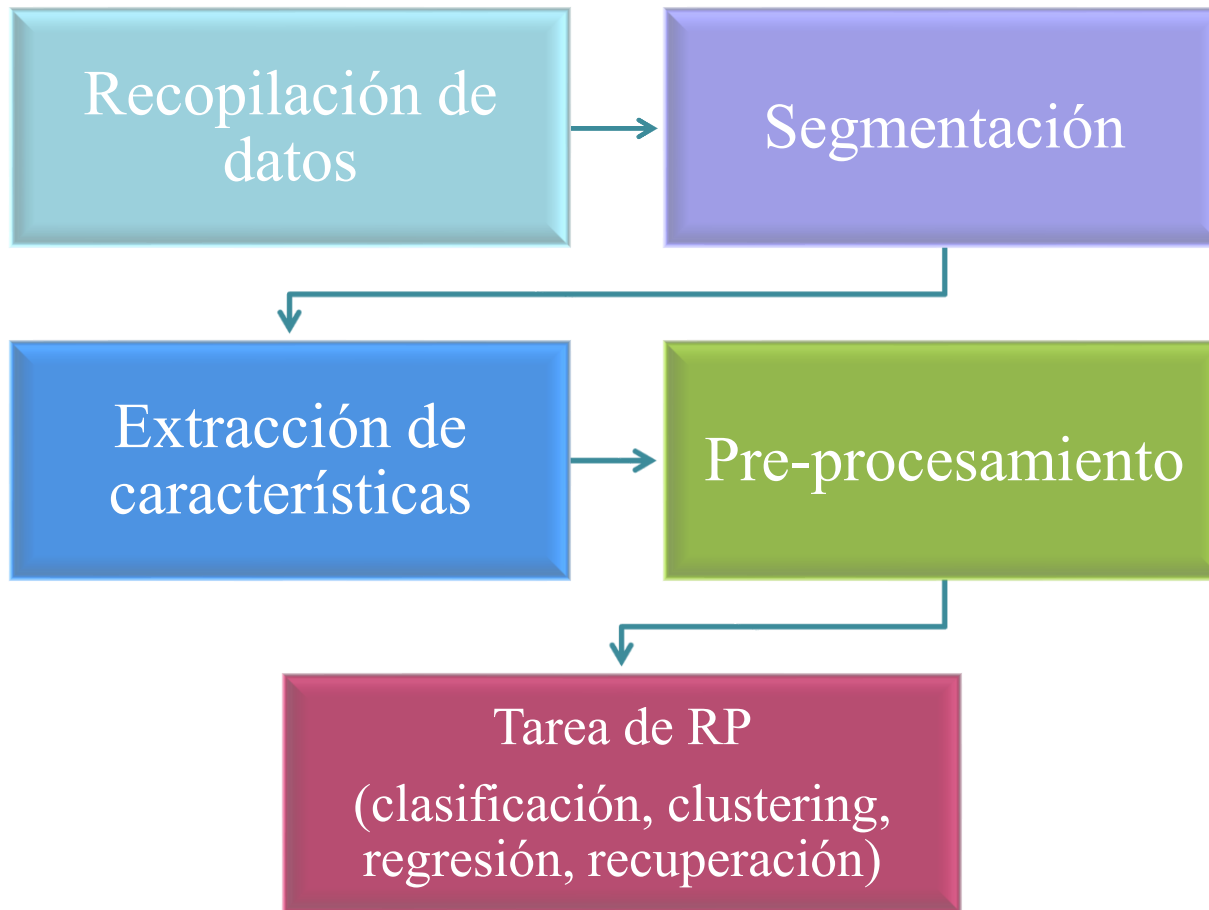 Recopilación de
datos
Segmentación
Extracción de
características
Pre-procesamiento
Tarea de RP
(clasificación, clustering,
regresión, recuperación)